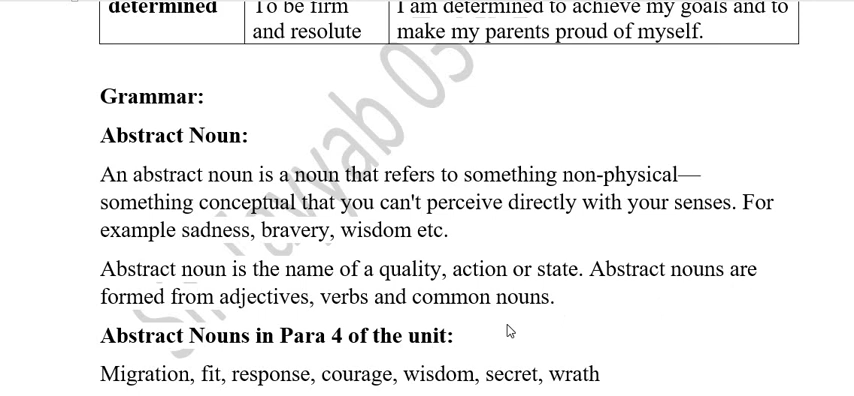 determined To be firm I am determined to achieve my goals and to
and resolute make my parents proud of myself.
Grammar:
Abstract Noun:
An abstract noun is a noun that refers to something non-physical—
something conceptual that you can't perceive directly with your senses. For
example sadness, bravery, wisdom etc.
Abstract noun is the name of a quality, action or state. Abstract nouns are
formed from adjectives, verbs and common nouns.
Abstract Nouns in Para 4 of the unit:
Migration, fit, response, courage, wisdom, secret, wrath